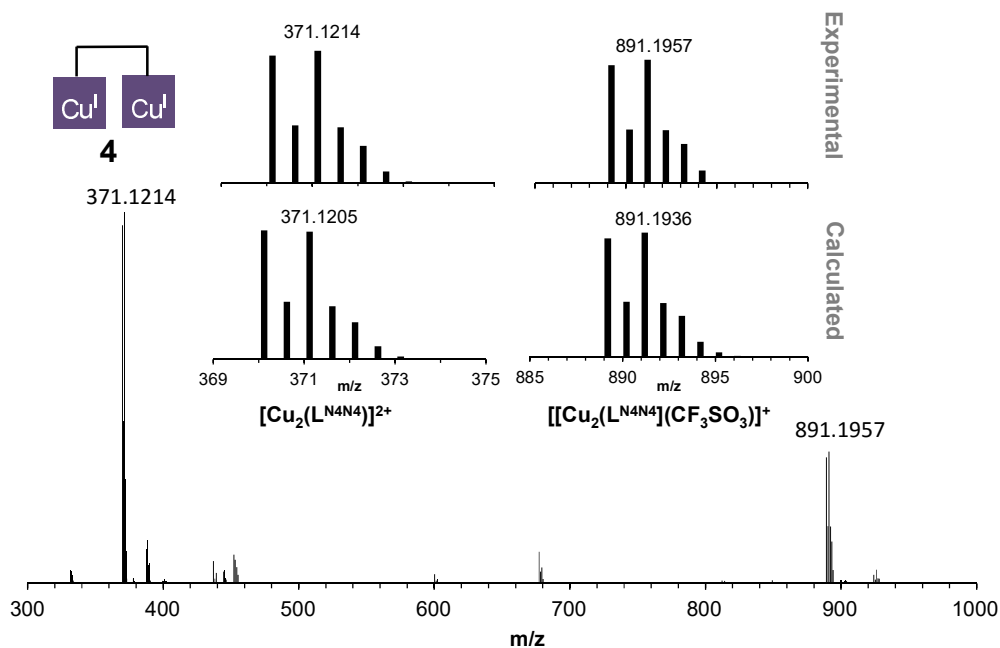 Cu^I Cu^I
4
371.1214
891.1957
Experimental
371.1214
371.1205
891.1936
Calculated
369 371 373 375
m/z
885 890 895 900
m/z
[Cu2(L^N4N4)]^2+
[[Cu2(L^N4N4](CF3SO3)]^+
891.1957
300 400 500 600 700 800 900 1000
m/z